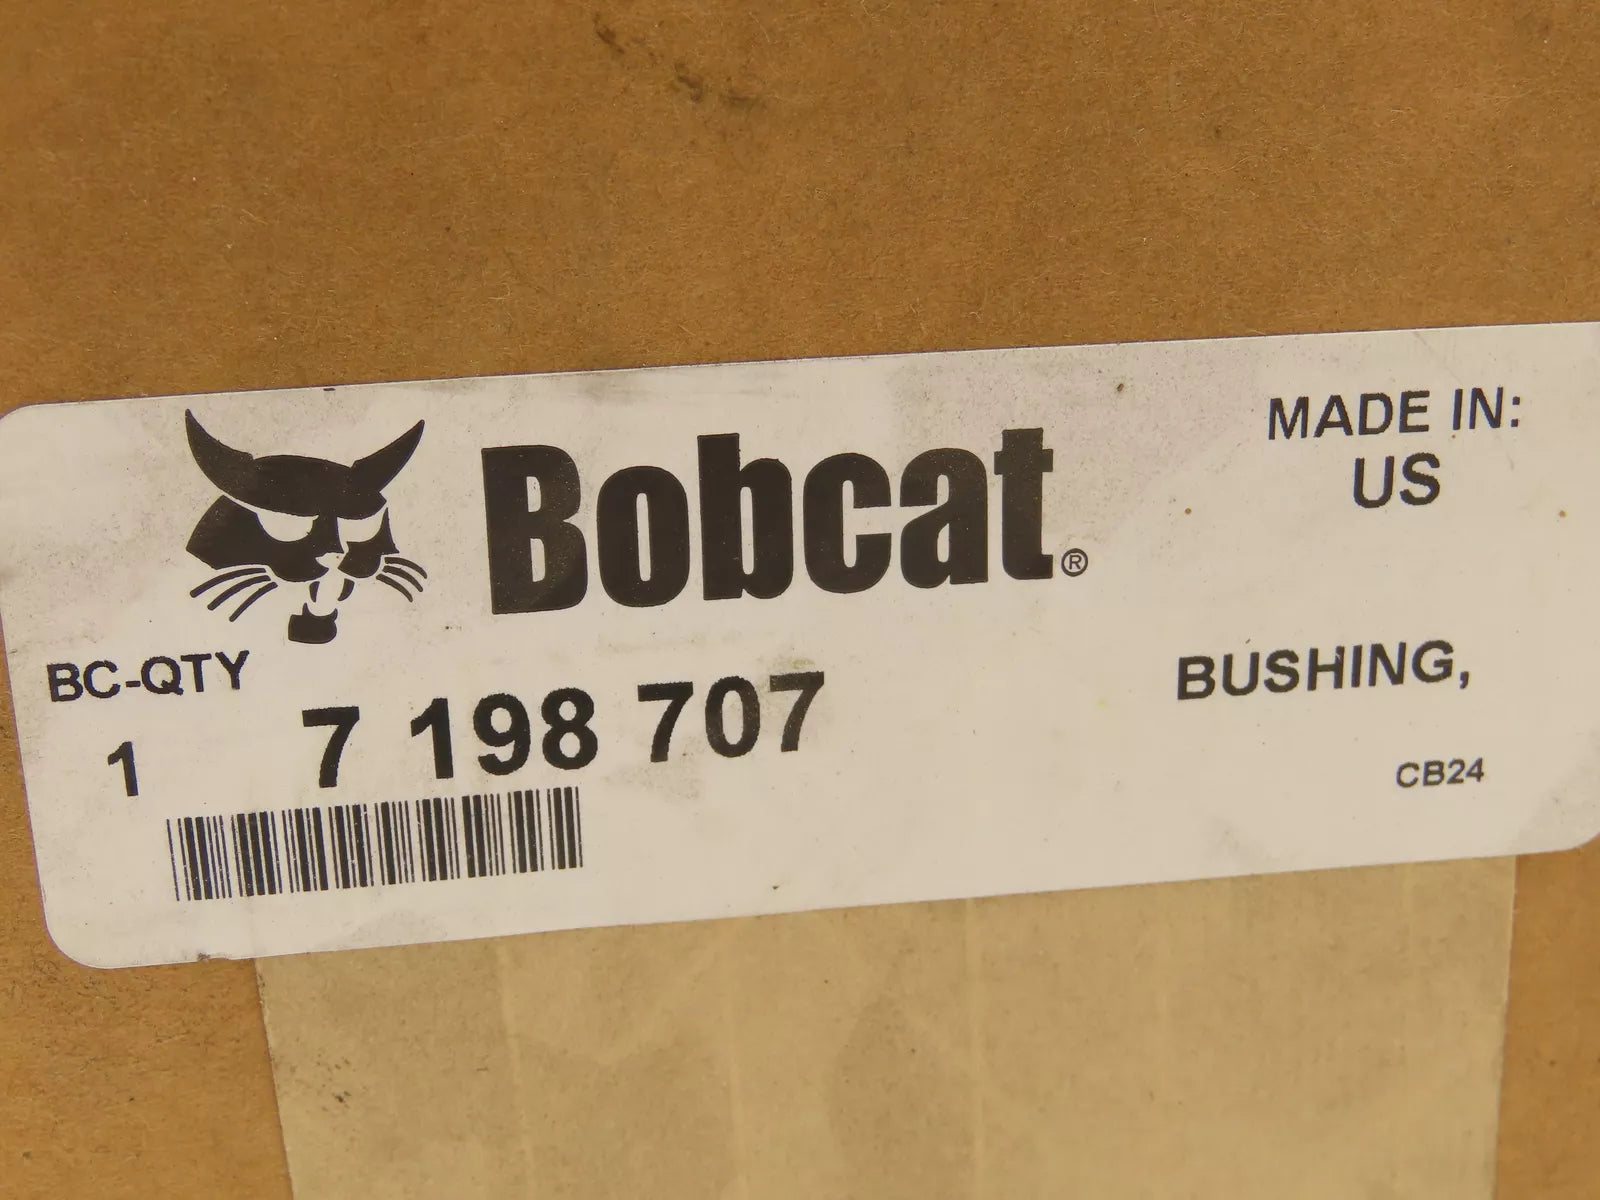 Bobcat®
MADE IN:
US
BC-QTY
1
7 198 707
BUSHING,
CB24